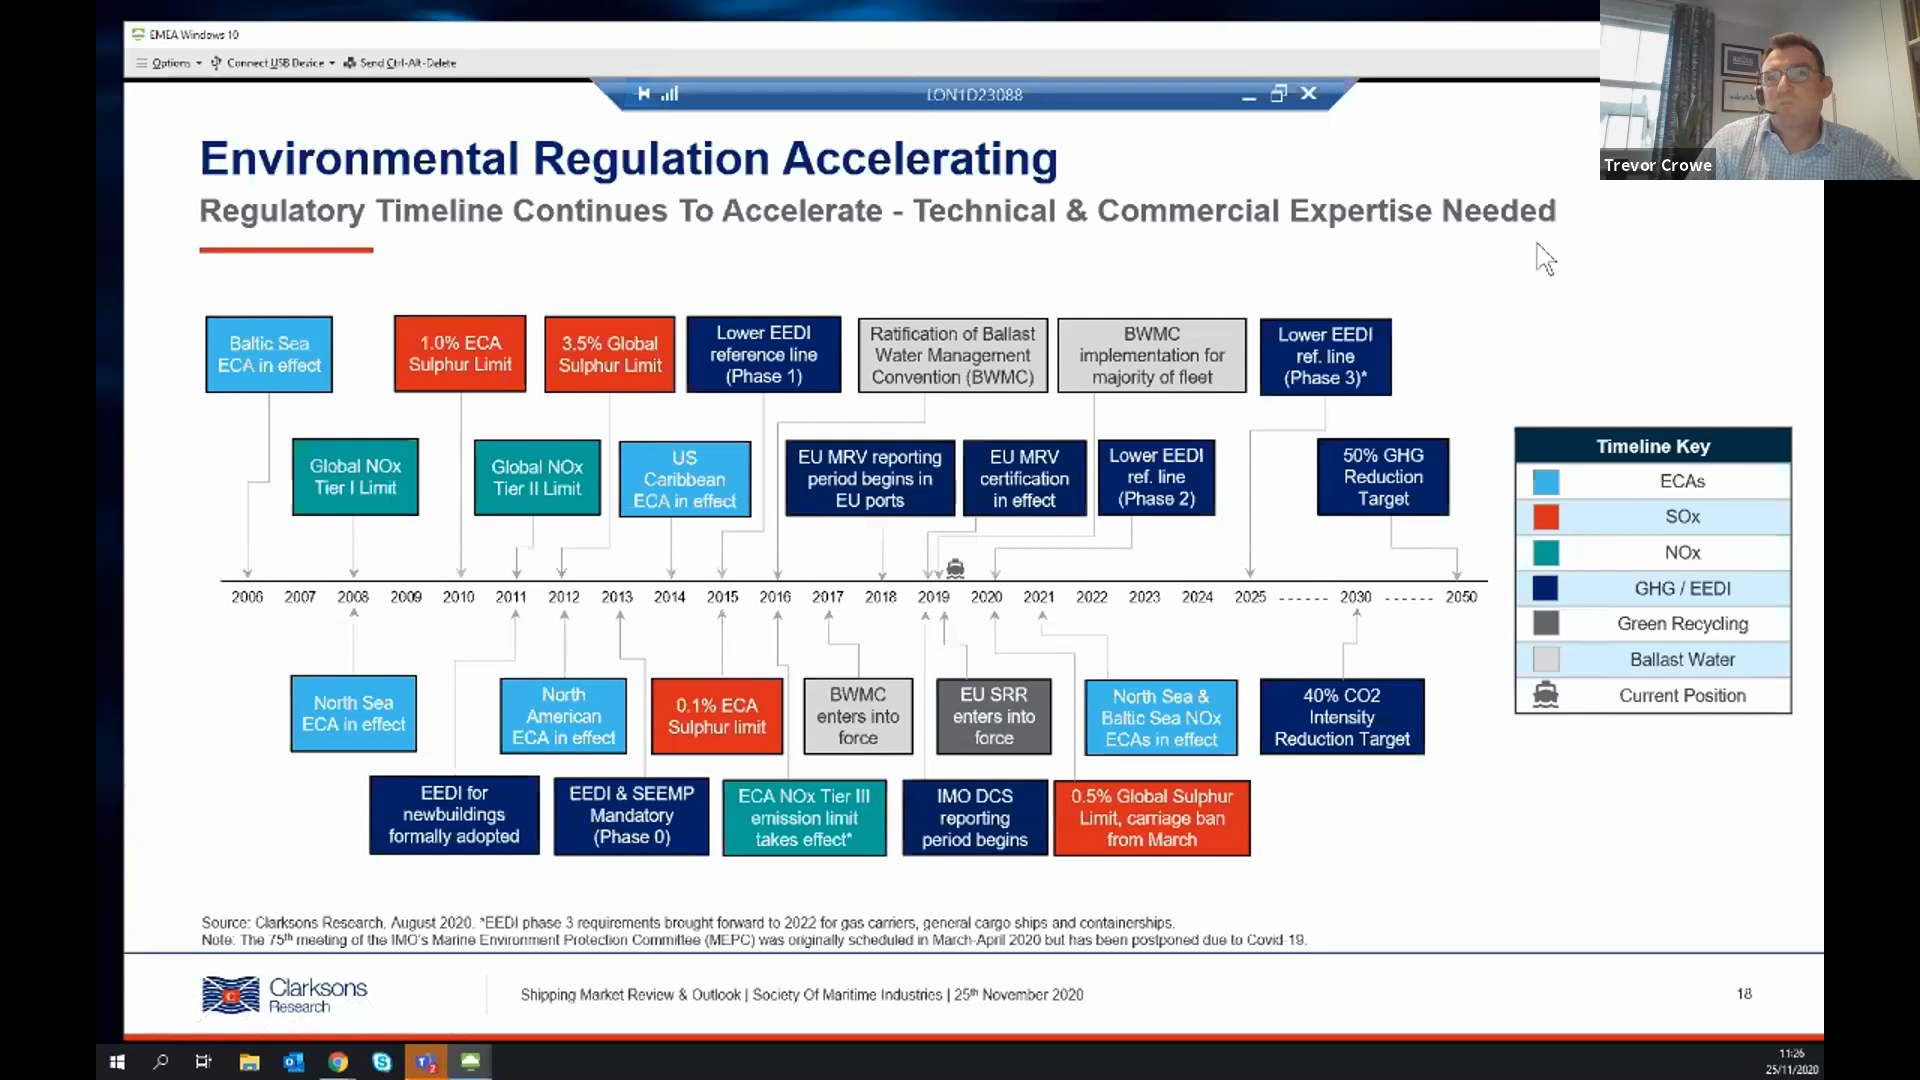 EMEA Windows 10
Options
Connect USB Device
Send Ctrl-Alt-Delete
LON1D23088
Trevor Crowe
Environmental Regulation Accelerating
Regulatory Timeline Continues To Accelerate - Technical & Commercial Expertise Needed
Baltic Sea
ECA in effect
1.0% ECA
Sulphur Limit
3.5% Global
Sulphur Limit
Lower EEDI
reference line
(Phase 1)
Ratification of Ballast
Water Management
Convention (BWMC)
BWMC
implementation for
majority of fleet
Lower EEDI
ref. line
(Phase 3)*
Global NOx
Tier I Limit
Global NOx
Tier II Limit
US
Caribbean
ECA in effect
EU MRV reporting
period begins in
EU ports
EU MRV
certification
in effect
Lower EEDI
ref. line
(Phase 2)
50% GHG
Reduction
Target
Timeline Key
ECAs
SOx
NOx
GHG / EEDI
Green Recycling
Ballast Water
Current Position
2006 2007 2008 2009 2010 2011 2012 2013 2014 2015 2016 2017 2018 2019 2020 2021 2022 2023 2024 2025 ------ 2030 ------ 2050
North Sea
ECA in effect
North
American
ECA in effect
0.1% ECA
Sulphur limit
BWMC
enters into
force
EU SRR
enters into
force
North Sea &
Baltic Sea NOx
ECAs in effect
40% CO2
Intensity
Reduction Target
EEDI for
newbuildings
formally adopted
EEDI & SEEMP
Mandatory
(Phase 0)
ECA NOx Tier III
emission limit
takes effect*
IMO DCS
reporting
period begins
0.5% Global Sulphur
Limit, carriage ban
from March
Source: Clarksons Research, August 2020. *EEDI phase 3 requirements brought forward to 2022 for gas carriers, general cargo ships and containerships.
Note: The 75th meeting of the IMO's Marine Environment Protection Committee (MEPC) was originally scheduled in March-April 2020 but has been postponed due to Covid-19.
Clarksons
Research
Shipping Market Review & Outlook | Society Of Maritime Industries | 25th November 2020
18
11:26
25/11/2020